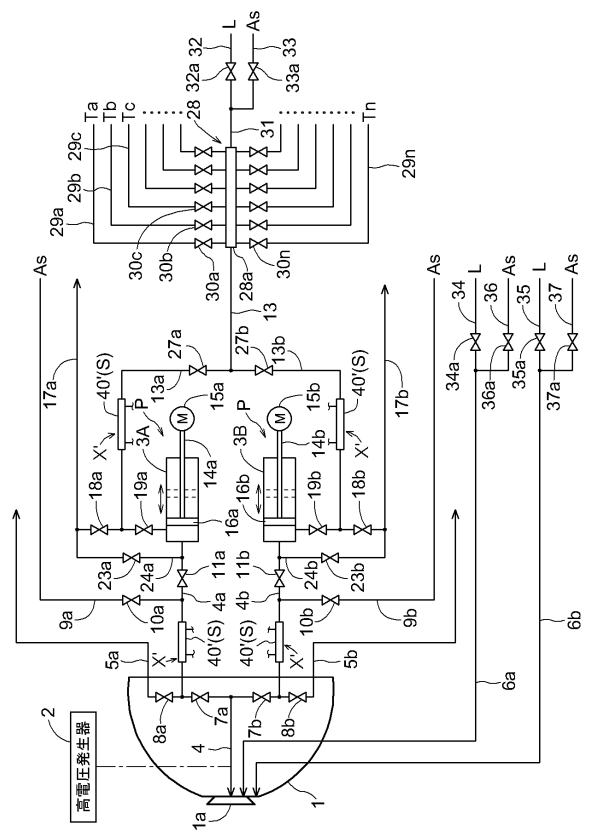 L
As
32
33
32a
33a
Ta
Tb
Tc
28
31
Tn
29c
29b
29a
29n
30c
30b
30a
30n
28a
As
As
13
17a
27a
27b
13a
13b
34
L
36
As
35
L
37
As
34a
36a
35a
37a
40'(S)
P
15a
M
X'
3A
14a
P
15b
M
3B
14b
40'(S)
X'
17b
18a
19a
16a
16b
19b
18b
23a
24a
11a
11b
24b
23b
9a
10a
4a
4b
10b
9b
40'(S)
40'(S)
X'
X'
5a
5b
6b
6a
8a
7a
7b
8b
2
高電圧発生器
4
1a
1